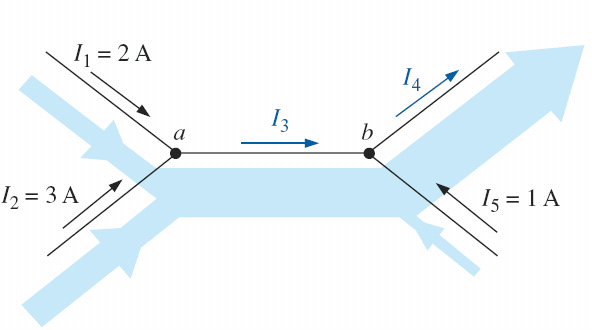 I₁ = 2 A
I₄
a
I₃
b
I₂ = 3 A
I₅ = 1 A